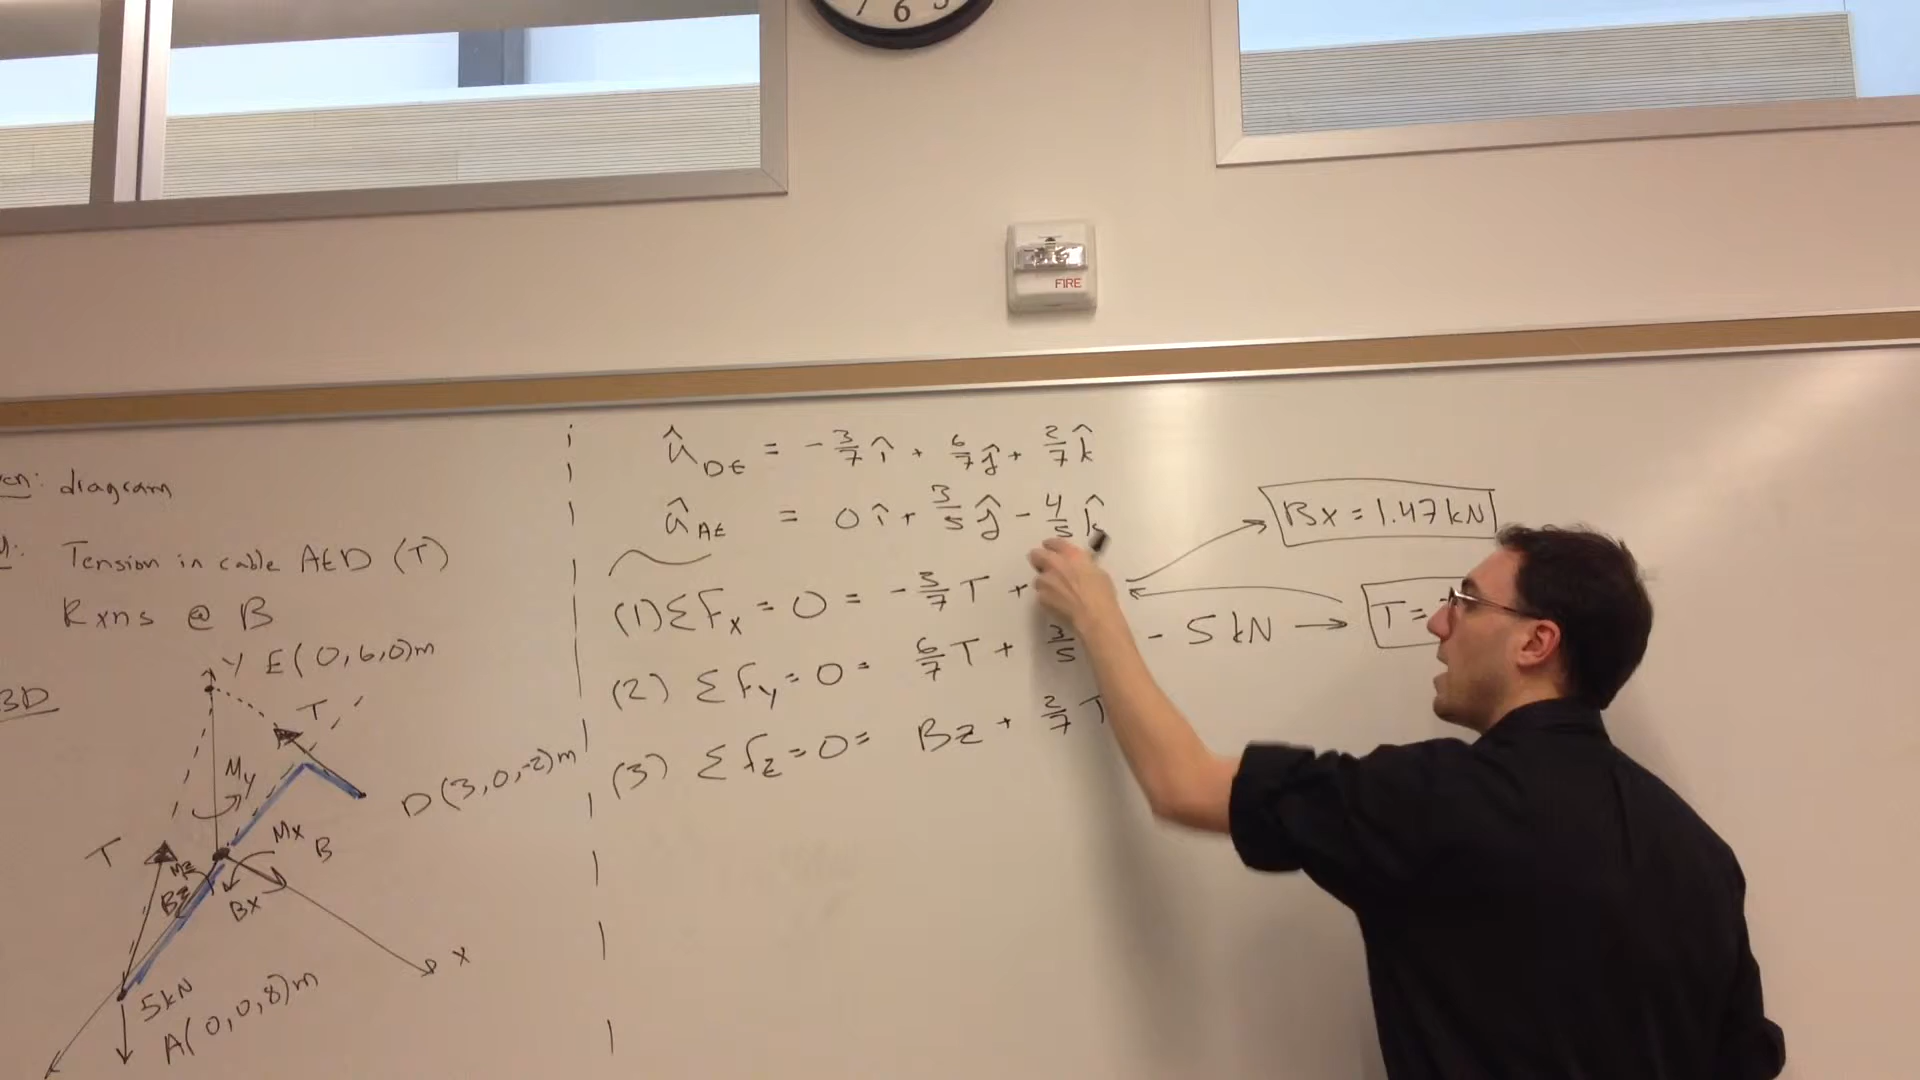 7 6 5
FIRE
diagram
Tension in cable AED (T)
Rxns @ B
3D
Y E(0,6,0)m
T
My
D(3,0,-2)m
Mx
B
T
Mz
Bz
Bx
X
5kN
A(0,0,8)m
û_DE = -3/7 î + 6/7 ĵ + 2/7 k̂
û_AE = 0 î + 3/5 ĵ - 4/5 k̂
(1) ΣFx = 0 = -3/7 T +
Bx = 1.47 kN
(2) ΣFy = 0 = 6/7 T + 3/5 - 5 kN → T =
(3) ΣFz = 0 = Bz + 2/7 T